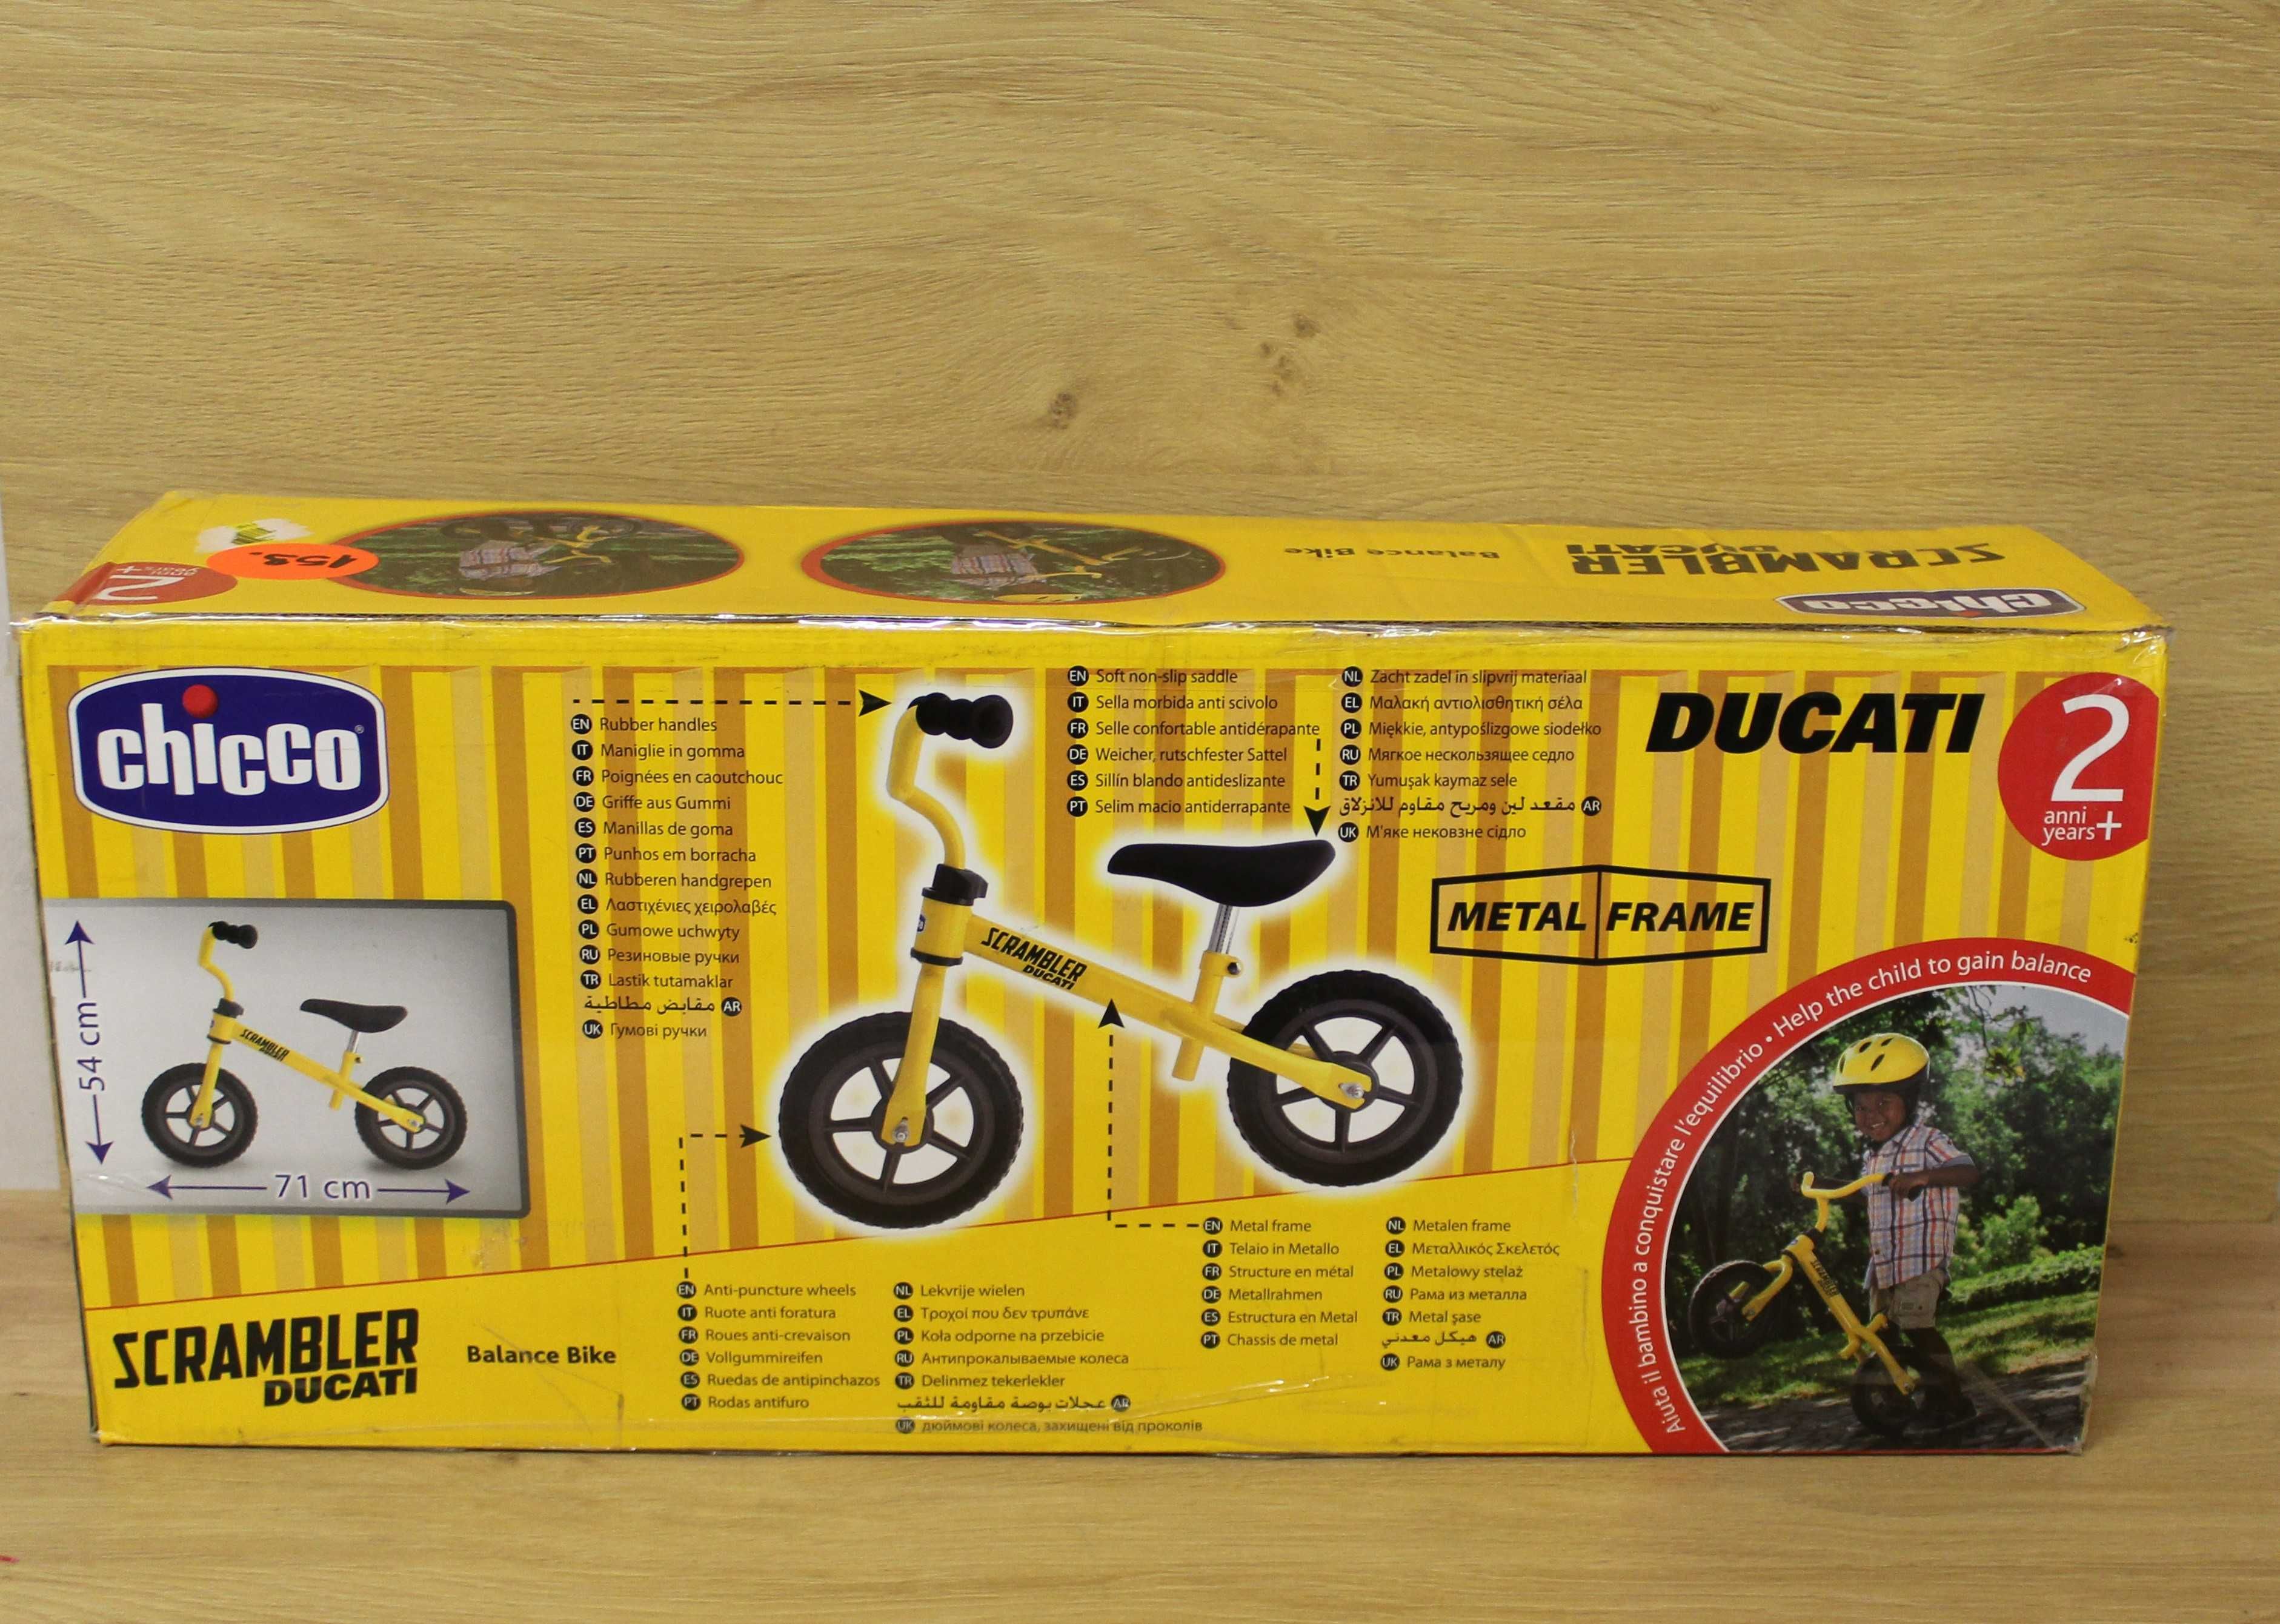 2 anni years +
153.
Balance Bike
SCRAMBLER
DUCATI
chicco
chicco
EN Rubber handles
IT Maniglie in gomma
FR Poignées en caoutchouc
DE Griffe aus Gummi
ES Manillas de goma
PT Punhos em borracha
NL Rubberen handgrepen
EL Λαστιχένιες χειρολαβές
PL Gumowe uchwyty
RU Резиновые ручки
TR Lastik tutamaklar
مقابض مطاطية AR
UK Гумові ручки
EN Soft non-slip saddle
IT Sella morbida anti scivolo
FR Selle confortable antidérapante
DE Weicher, rutschfester Sattel
ES Sillín blando antideslizante
PT Selim macio antiderrapante
NL Zacht zadel in slipvrij materiaal
EL Μαλακή αντιολισθητική σέλα
PL Miękkie, antypoślizgowe siodełko
RU Мягкое нескользящее седло
TR Yumuşak kaymaz sele
مقعد لين ومريح مقاوم للانزلاق AR
UK М'яке нековзне сідло
DUCATI
2
anni
years +
METAL FRAME
SCRAMBLER
DUCATI
54 cm
SCRAMBLER
DUCATI
71 cm
Aiuta il bambino a conquistare l'equilibrio • Help the child to gain balance
SCRAMBLER
SCRAMBLER
DUCATI
Balance Bike
EN Anti-puncture wheels
IT Ruote anti foratura
FR Roues anti-crevaison
DE Vollgummireifen
ES Ruedas de antipinchazos
PT Rodas antifuro
NL Lekvrije wielen
EL Τροχοί που δεν τρυπάνε
PL Koła odporne na przebicie
RU Антипрокалываемые колеса
TR Delinmez tekerlekler
عجلات بوصة مقاومة للثقب AR
UK дюймові колеса, захищені від проколів
EN Metal frame
IT Telaio in Metallo
FR Structure en métal
DE Metallrahmen
ES Estructura en Metal
PT Chassis de metal
NL Metalen frame
EL Μεταλλικός Σκελετός
PL Metalowy stelaż
RU Рама из металла
TR Metal şase
هيكل معدني AR
UK Рама з металу